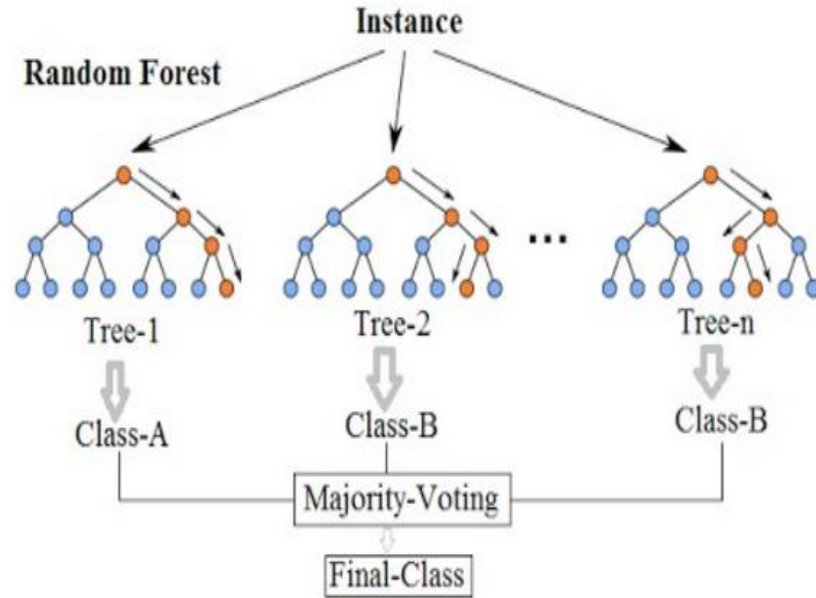 Instance
Random Forest
...
Tree-1
Tree-2
Tree-n
Class-A
Class-B
Class-B
Majority-Voting
Final-Class